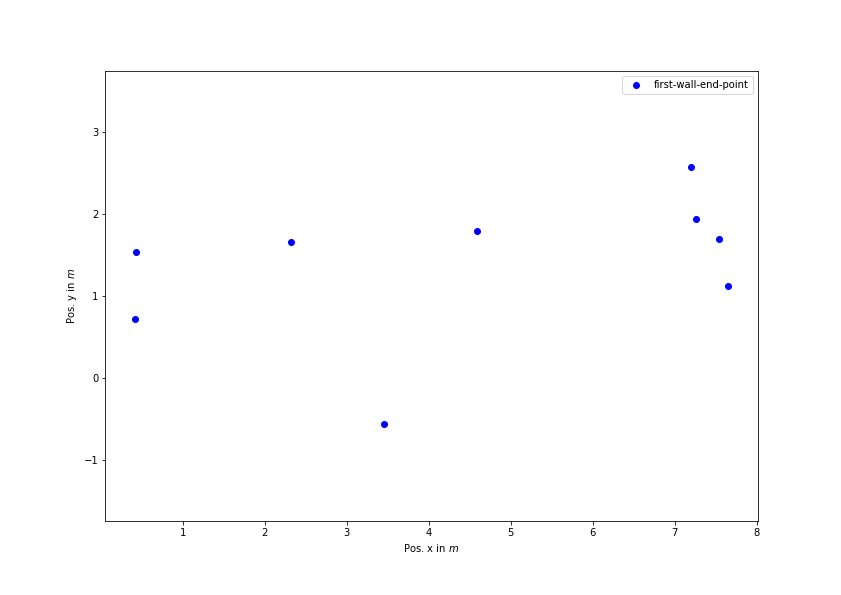 first-wall-end-point
3
2
1
0
−1
Pos. y in m
1 2 3 4 5 6 7 8
Pos. x in m